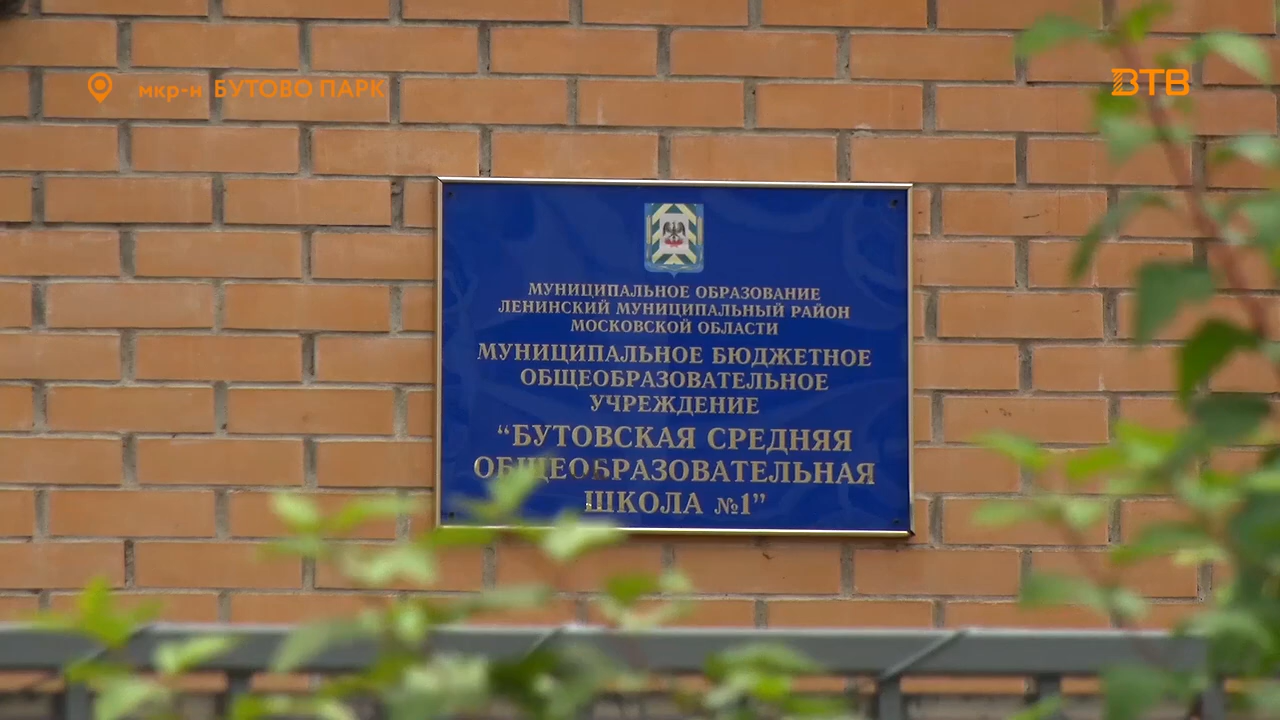 мкр-н БУТОВО ПАРК
ВТВ
МУНИЦИПАЛЬНОЕ ОБРАЗОВАНИЕ
ЛЕНИНСКИЙ МУНИЦИПАЛЬНЫЙ РАЙОН
МОСКОВСКОЙ ОБЛАСТИ
МУНИЦИПАЛЬНОЕ БЮДЖЕТНОЕ
ОБЩЕОБРАЗОВАТЕЛЬНОЕ
УЧРЕЖДЕНИЕ
“БУТОВСКАЯ СРЕДНЯЯ
ОБЩЕОБРАЗОВАТЕЛЬНАЯ
ШКОЛА №1”